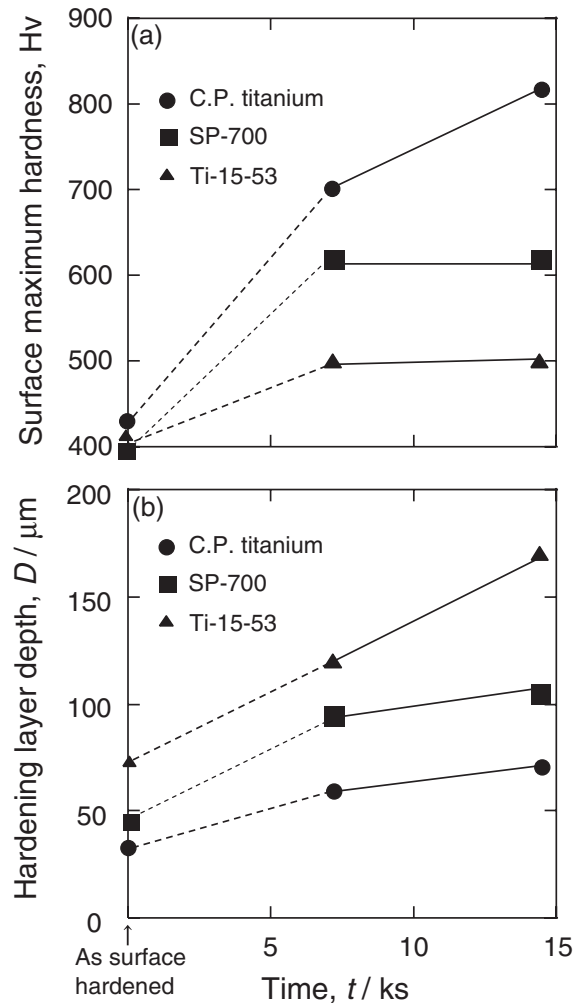 900
(a)
C.P. titanium
800
SP-700
Ti-15-53
700
600
500
400
Surface maximum hardness, Hv
200
(b)
C.P. titanium
SP-700
150
Ti-15-53
100
50
0
Hardening layer depth, D / μm
5
10
15
↑
As surface
hardened
Time, t / ks